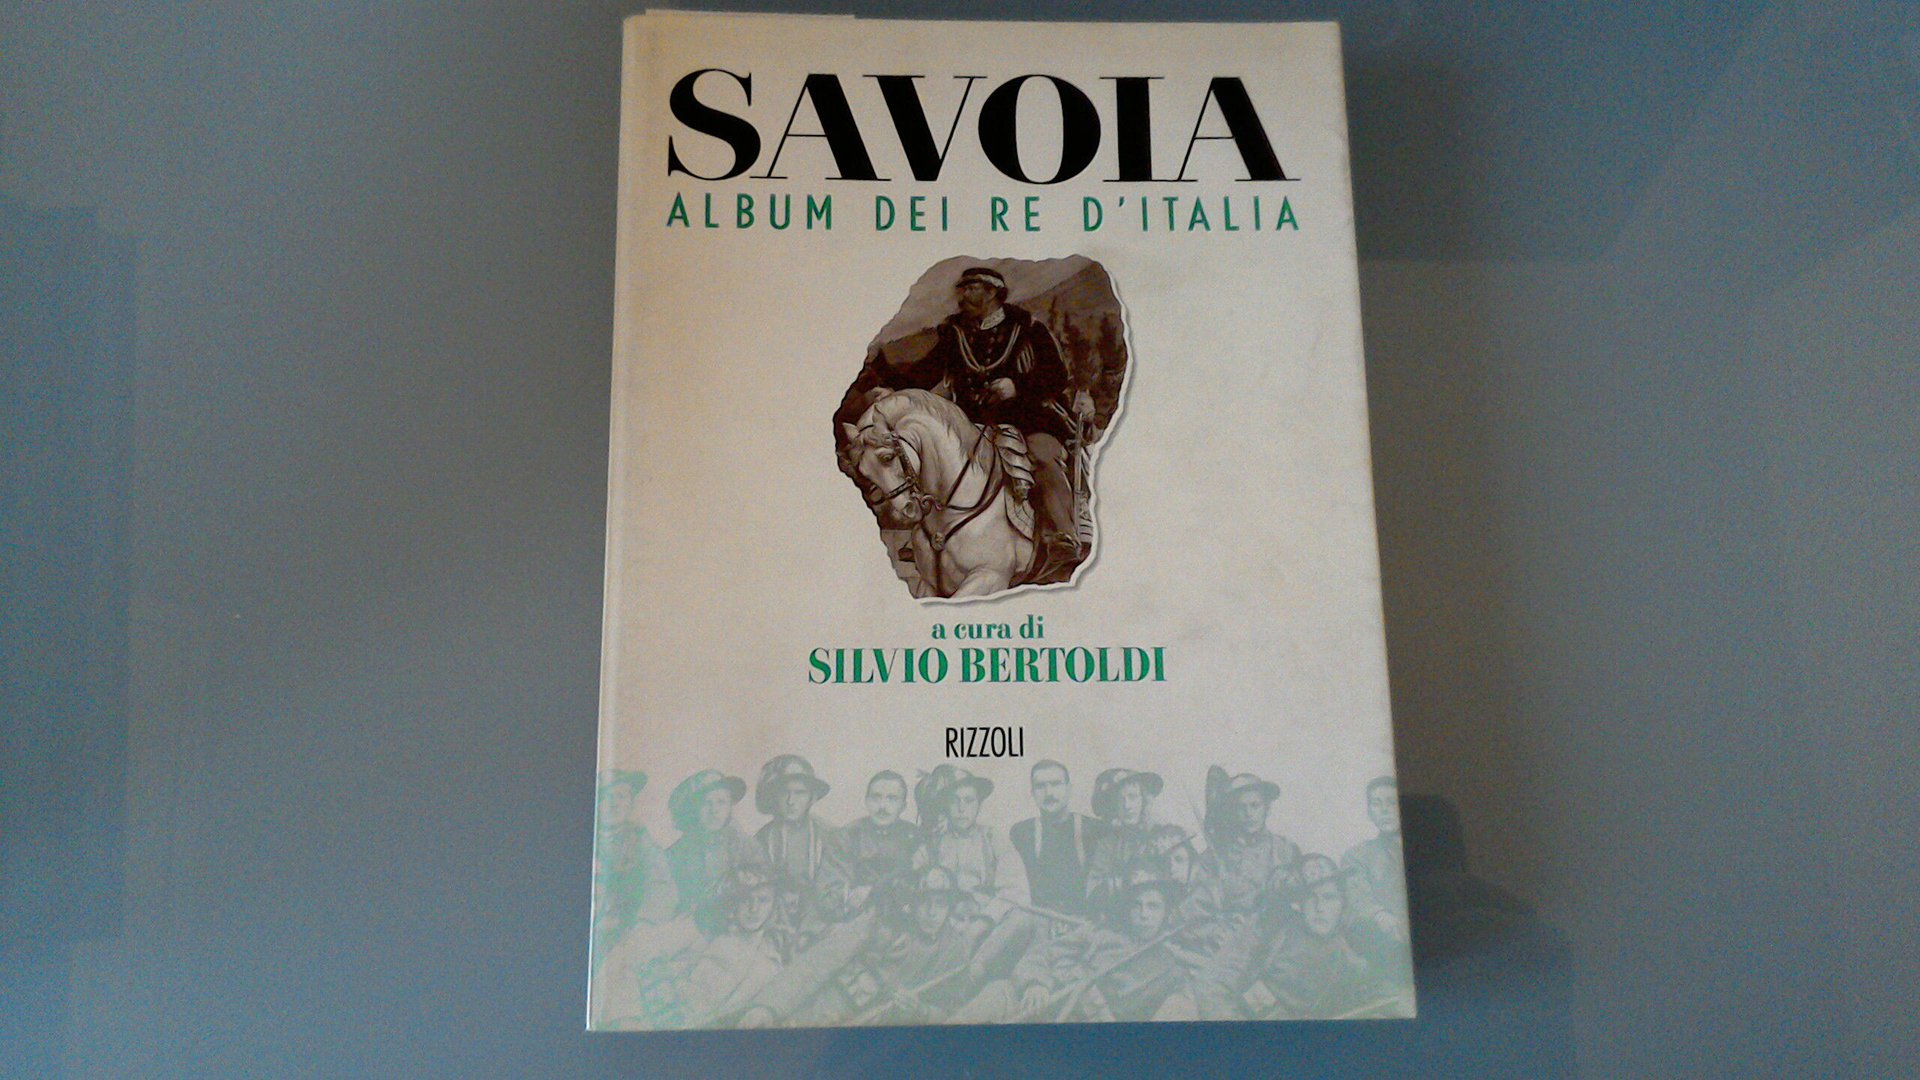 SAVOIA
ALBUM DEI RE D'ITALIA
a cura di
SILVIO BERTOLDI
RIZZOLI